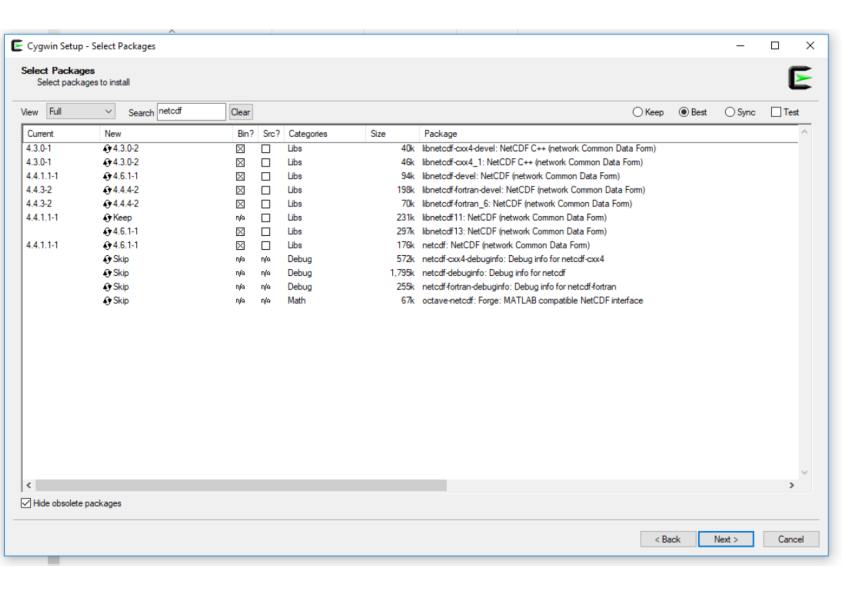 Cygwin Setup - Select Packages
Select Packages
Select packages to install
View Full Search netcdf Clear Keep Best Sync Test
Current New Bin? Src? Categories Size Package
4.3.0-1 4.3.0-2 Libs 40k libnetcdf-cxx4-devel: NetCDF C++ (network Common Data Form)
4.3.0-1 4.3.0-2 Libs 46k libnetcdf-cxx4_1: NetCDF C++ (network Common Data Form)
4.4.1.1-1 4.6.1-1 Libs 94k libnetcdf-devel: NetCDF (network Common Data Form)
4.4.3-2 4.4.4-2 Libs 198k libnetcdf-fortran-devel: NetCDF (network Common Data Form)
4.4.3-2 4.4.4-2 Libs 70k libnetcdf-fortran_6: NetCDF (network Common Data Form)
4.4.1.1-1 Keep n/a Libs 231k libnetcdf11: NetCDF (network Common Data Form)
4.6.1-1 Libs 297k libnetcdf13: NetCDF (network Common Data Form)
4.4.1.1-1 4.6.1-1 Libs 176k netcdf: NetCDF (network Common Data Form)
Skip n/a n/a Debug 572k netcdf-cxx4-debuginfo: Debug info for netcdf-cxx4
Skip n/a n/a Debug 1,795k netcdf-debuginfo: Debug info for netcdf
Skip n/a n/a Debug 255k netcdf-fortran-debuginfo: Debug info for netcdf-fortran
Skip n/a n/a Math 67k octave-netcdf: Forge: MATLAB compatible NetCDF interface
Hide obsolete packages
< Back Next > Cancel